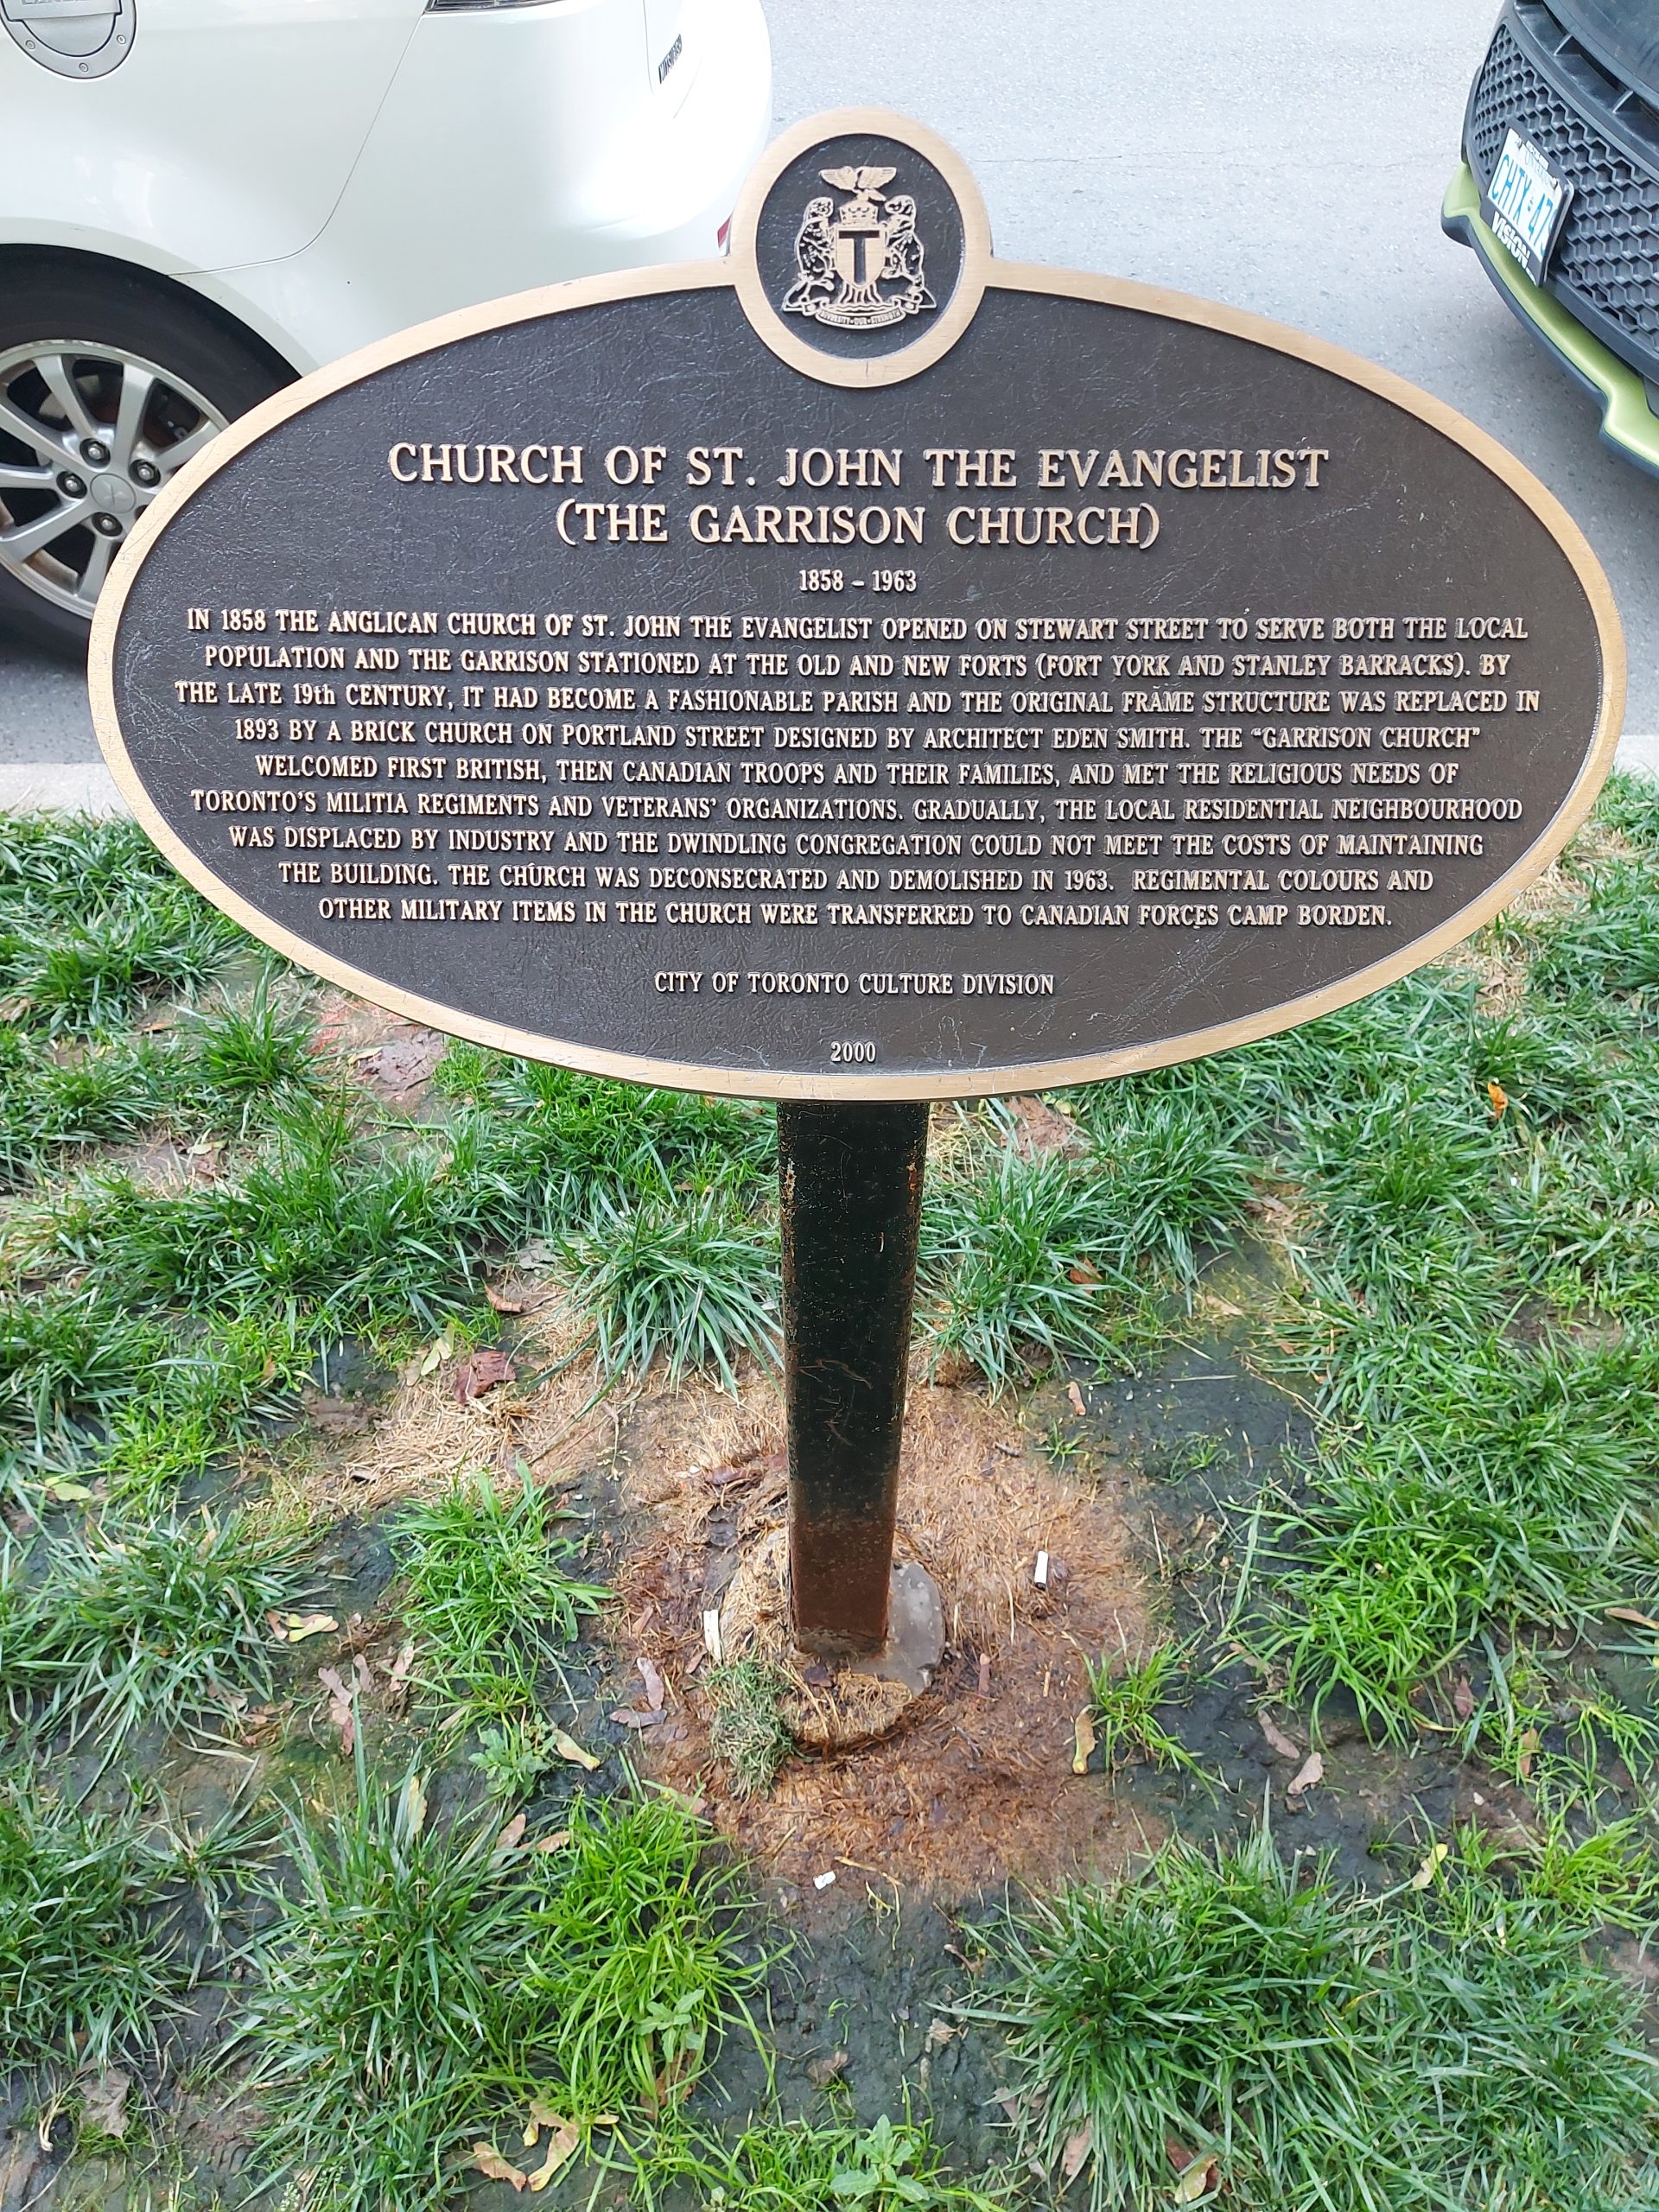 DIVERSITY · OUR · STRENGTH
CHURCH OF ST. JOHN THE EVANGELIST
(THE GARRISON CHURCH)
1858 – 1963
IN 1858 THE ANGLICAN CHURCH OF ST. JOHN THE EVANGELIST OPENED ON STEWART STREET TO SERVE BOTH THE LOCAL
POPULATION AND THE GARRISON STATIONED AT THE OLD AND NEW FORTS (FORT YORK AND STANLEY BARRACKS). BY
THE LATE 19th CENTURY, IT HAD BECOME A FASHIONABLE PARISH AND THE ORIGINAL FRAME STRUCTURE WAS REPLACED IN
1893 BY A BRICK CHURCH ON PORTLAND STREET DESIGNED BY ARCHITECT EDEN SMITH. THE "GARRISON CHURCH"
WELCOMED FIRST BRITISH, THEN CANADIAN TROOPS AND THEIR FAMILIES, AND MET THE RELIGIOUS NEEDS OF
TORONTO'S MILITIA REGIMENTS AND VETERANS' ORGANIZATIONS. GRADUALLY, THE LOCAL RESIDENTIAL NEIGHBOURHOOD
WAS DISPLACED BY INDUSTRY AND THE DWINDLING CONGREGATION COULD NOT MEET THE COSTS OF MAINTAINING
THE BUILDING. THE CHURCH WAS DECONSECRATED AND DEMOLISHED IN 1963. REGIMENTAL COLOURS AND
OTHER MILITARY ITEMS IN THE CHURCH WERE TRANSFERRED TO CANADIAN FORCES CAMP BORDEN.
CITY OF TORONTO CULTURE DIVISION
2000